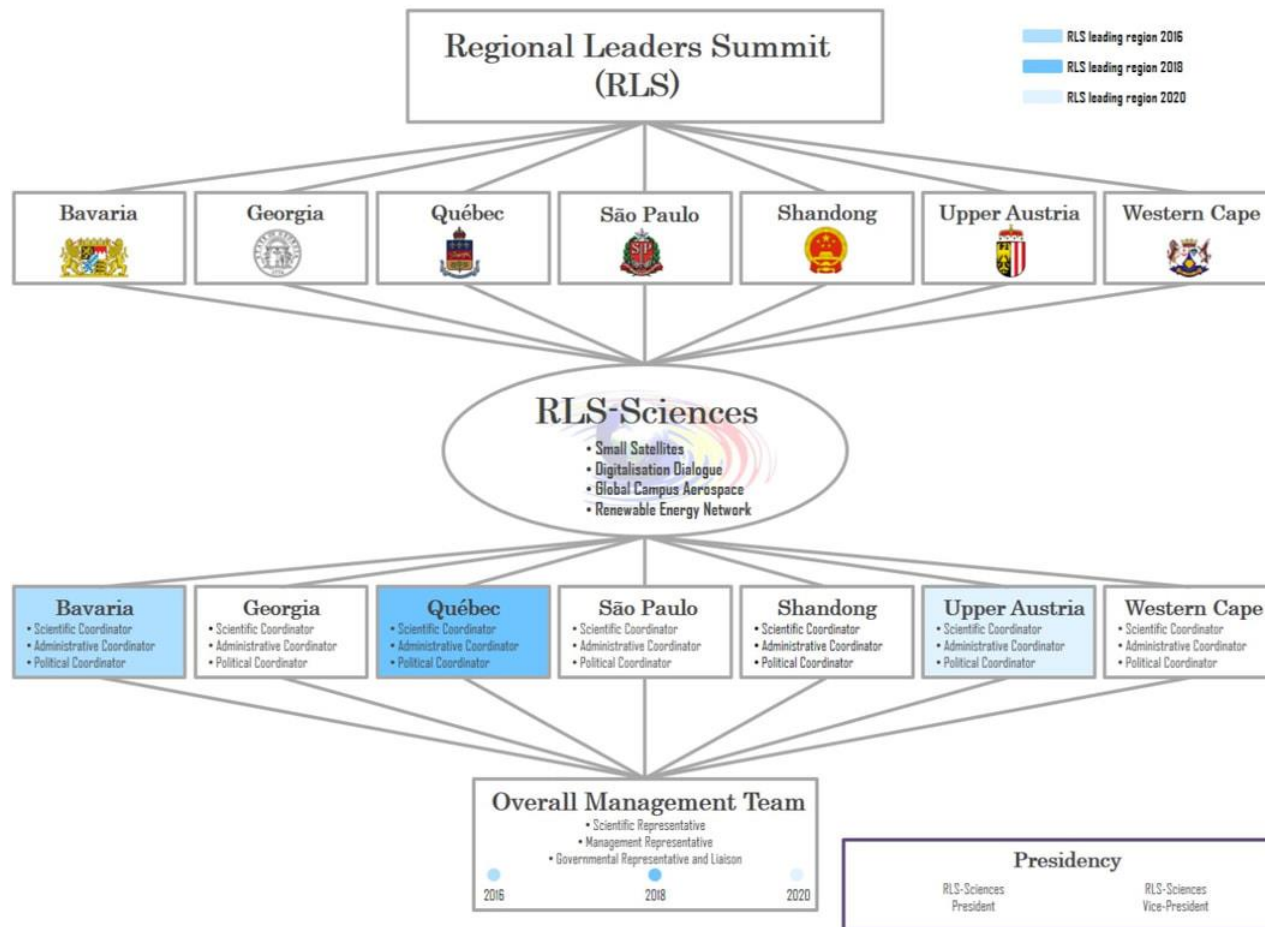 Regional Leaders Summit
(RLS)
RLS leading region 2016
RLS leading region 2018
RLS leading region 2020
Bavaria
Georgia
Québec
São Paulo
Shandong
Upper Austria
Western Cape
RLS-Sciences
• Small Satellites
• Digitalisation Dialogue
• Global Campus Aerospace
• Renewable Energy Network
Bavaria
• Scientific Coordinator
• Administrative Coordinator
• Political Coordinator
Georgia
• Scientific Coordinator
• Administrative Coordinator
• Political Coordinator
Québec
• Scientific Coordinator
• Administrative Coordinator
• Political Coordinator
São Paulo
• Scientific Coordinator
• Administrative Coordinator
• Political Coordinator
Shandong
• Scientific Coordinator
• Administrative Coordinator
• Political Coordinator
Upper Austria
• Scientific Coordinator
• Administrative Coordinator
• Political Coordinator
Western Cape
• Scientific Coordinator
• Administrative Coordinator
• Political Coordinator
Overall Management Team
• Scientific Representative
• Management Representative
• Governmental Representative and Liaison
2016
2018
2020
Presidency
RLS-Sciences
President
RLS-Sciences
Vice-President